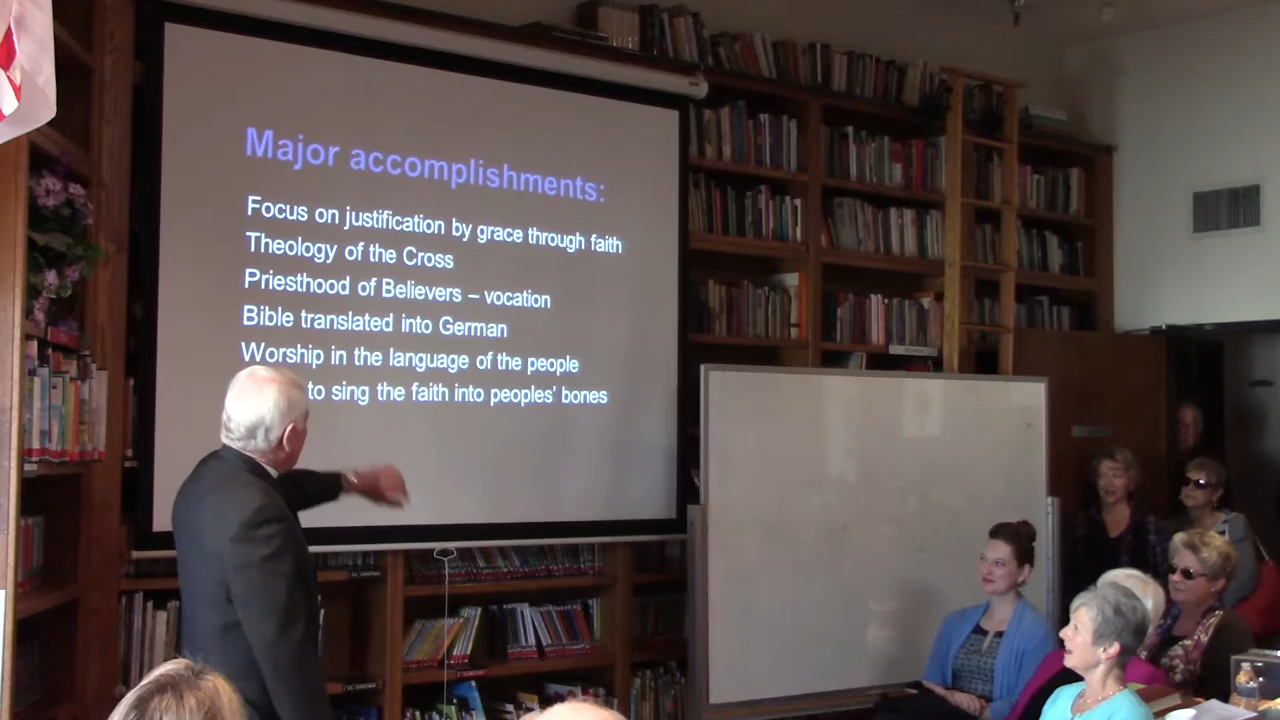 Major accomplishments:
Focus on justification by grace through faith
Theology of the Cross
Priesthood of Believers – vocation
Bible translated into German
Worship in the language of the people
to sing the faith into peoples' bones